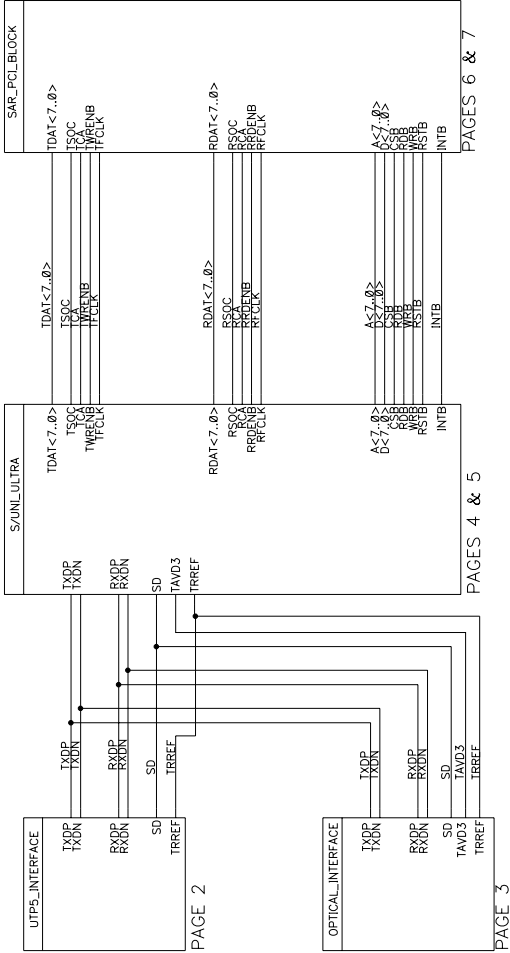 SAR_PCI_BLOCK
TDAT<7..0>
TSOC
TCA
TWRENB
TFCLK
RDAT<7..0>
RSOC
RCA
RRDENB
RFCLK
A<7..0>
D<7..0>
CSB
RDB
WRB
RSTB
INTB
PAGES 6 & 7
TDAT<7..0>
TSOC
TCA
TWRENB
TFCLK
RDAT<7..0>
RSOC
RCA
RRDENB
RFCLK
A<7..0>
D<7..0>
CSB
RDB
WRB
RSTB
INTB
S/UNI_ULTRA
TDAT<7..0>
TSOC
TCA
TWRENB
TFCLK
RDAT<7..0>
RSOC
RCA
RRDENB
RFCLK
A<7..0>
D<7..0>
CSB
RDB
WRB
RSTB
INTB
TXDP
TXDN
RXDP
RXDN
SD
TAVD3
TRREF
PAGES 4 & 5
TXDP
TXDN
RXDP
RXDN
SD
TRREF
TXDP
TXDN
RXDP
RXDN
SD
TAVD3
TRREF
UTP5_INTERFACE
TXDP
TXDN
RXDP
RXDN
SD
TRREF
PAGE 2
OPTICAL_INTERFACE
TXDP
TXDN
RXDP
RXDN
SD
TAVD3
TRREF
PAGE 3